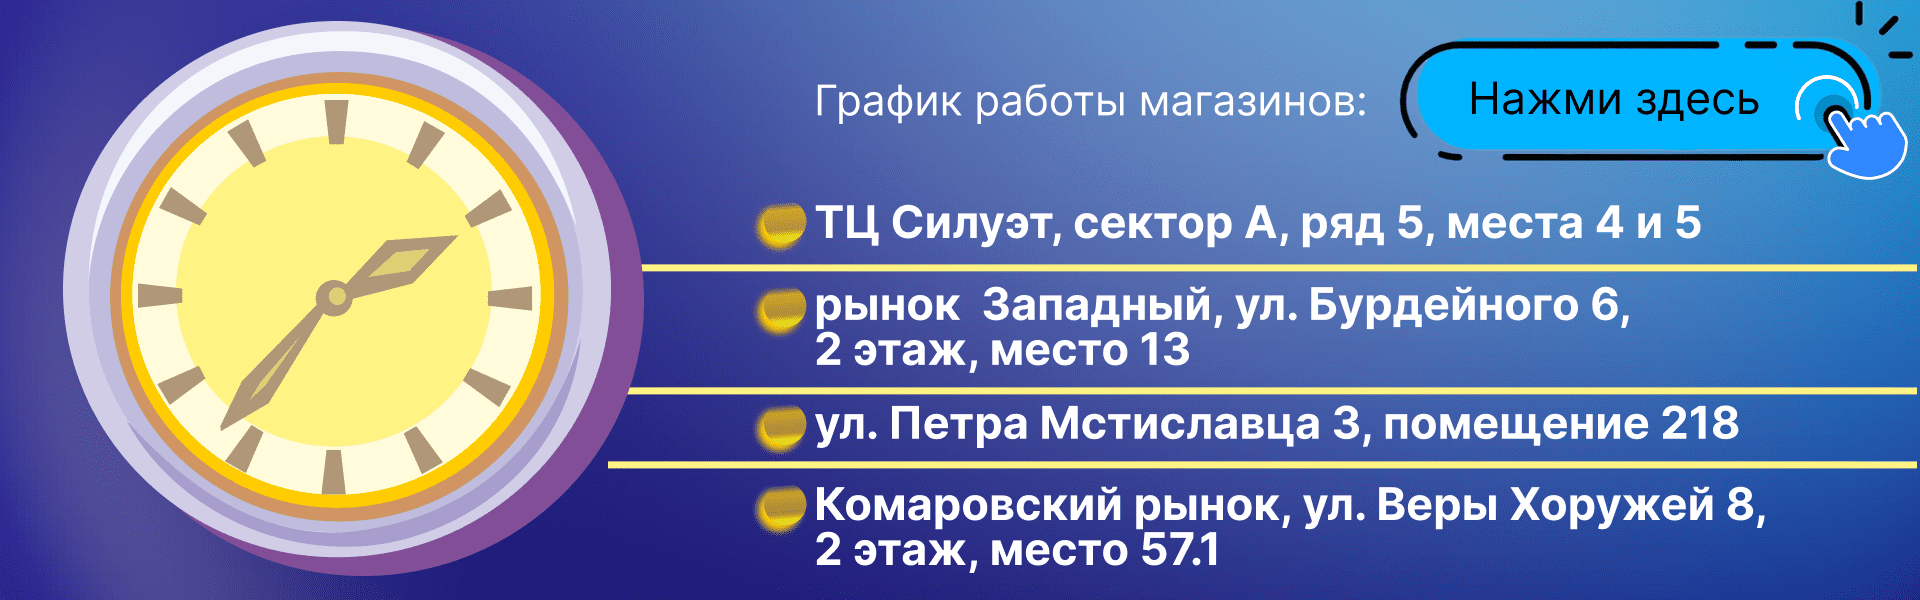 График работы магазинов:
Нажми здесь
ТЦ Силуэт, сектор А, ряд 5, места 4 и 5
рынок  Западный, ул. Бурдейного 6,
2 этаж, место 13
ул. Петра Мстиславца 3, помещение 218
Комаровский рынок, ул. Веры Хоружей 8,
2 этаж, место 57.1